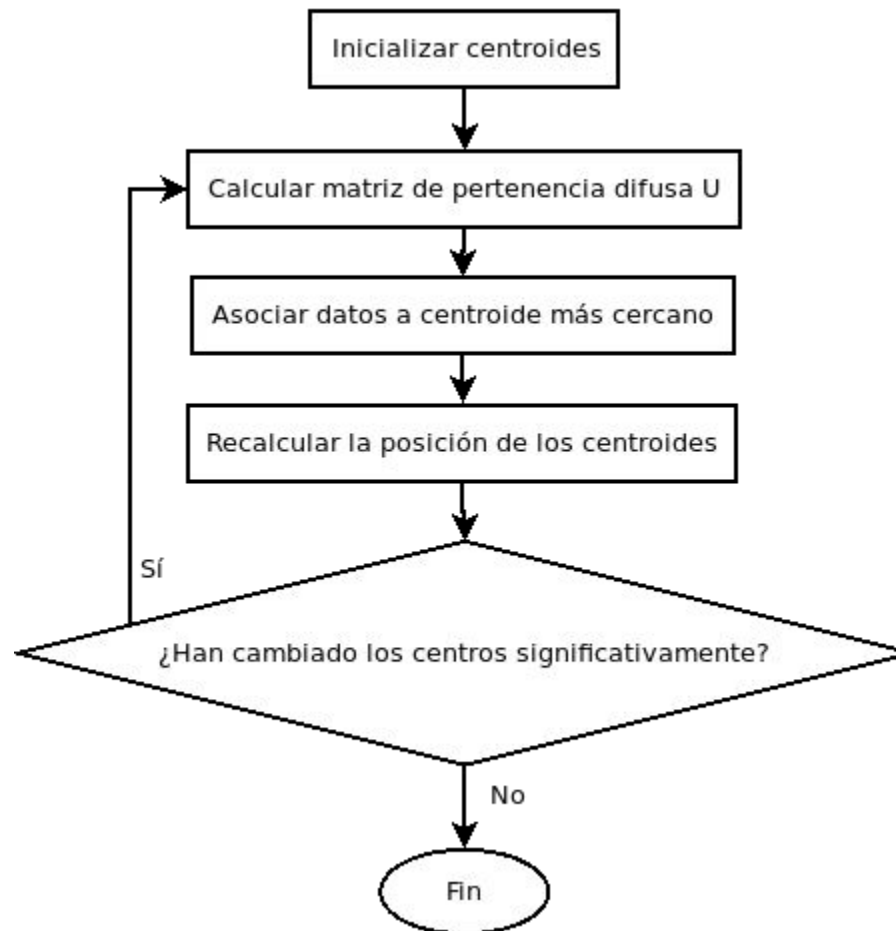 Inicializar centroides
Calcular matriz de pertenencia difusa U
Asociar datos a centroide más cercano
Recalcular la posición de los centroides
Sí
¿Han cambiado los centros significativamente?
No
Fin